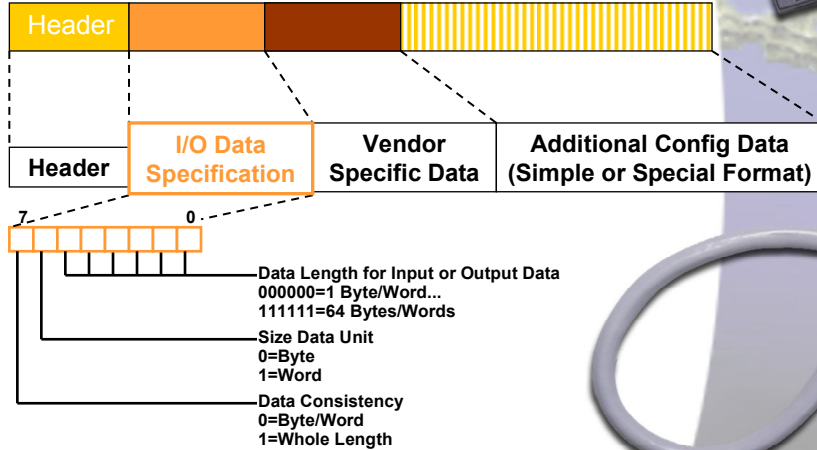 Header
Header
I/O Data
Specification
Vendor
Specific Data
Additional Config Data
(Simple or Special Format)
7 0
Data Length for Input or Output Data
000000=1 Byte/Word...
111111=64 Bytes/Words
Size Data Unit
0=Byte
1=Word
Data Consistency
0=Byte/Word
1=Whole Length